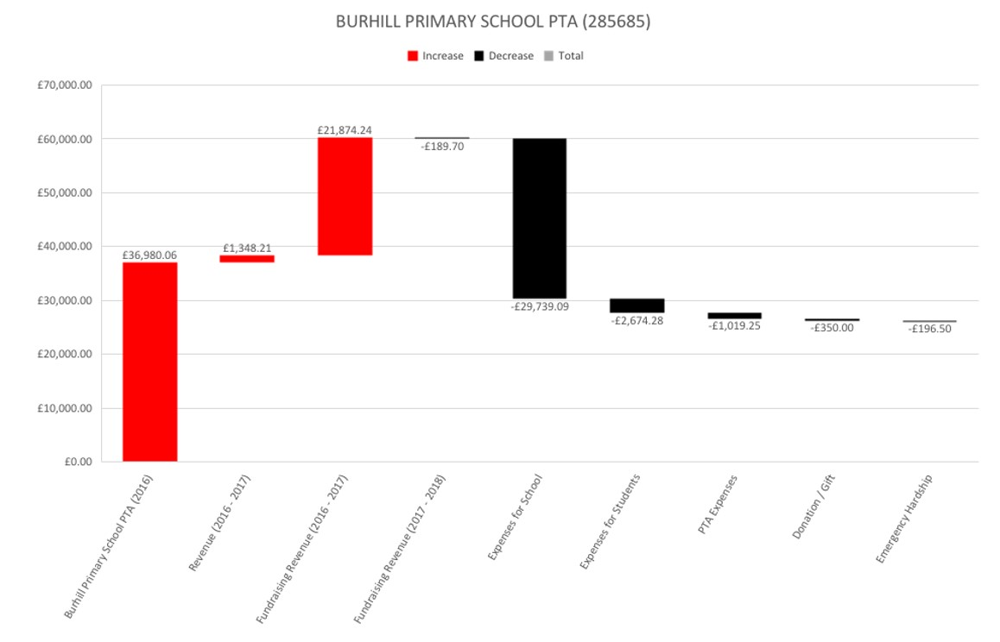 BURHILL PRIMARY SCHOOL PTA (285685)
Increase Decrease Total
£70,000.00
£60,000.00
£50,000.00
£40,000.00
£30,000.00
£20,000.00
£10,000.00
£0.00
£36,980.06
£1,348.21
£21,874.24
-£189.70
-£29,739.09
-£2,674.28
-£1,019.25
-£350.00
-£196.50
Burhill Primary School PTA (2016)
Revenue (2016 - 2017)
Fundraising Revenue (2016 - 2017)
Fundraising Revenue (2017 - 2018)
Expenses for School
Expenses for Students
PTA Expenses
Donation / Gift
Emergency Hardship